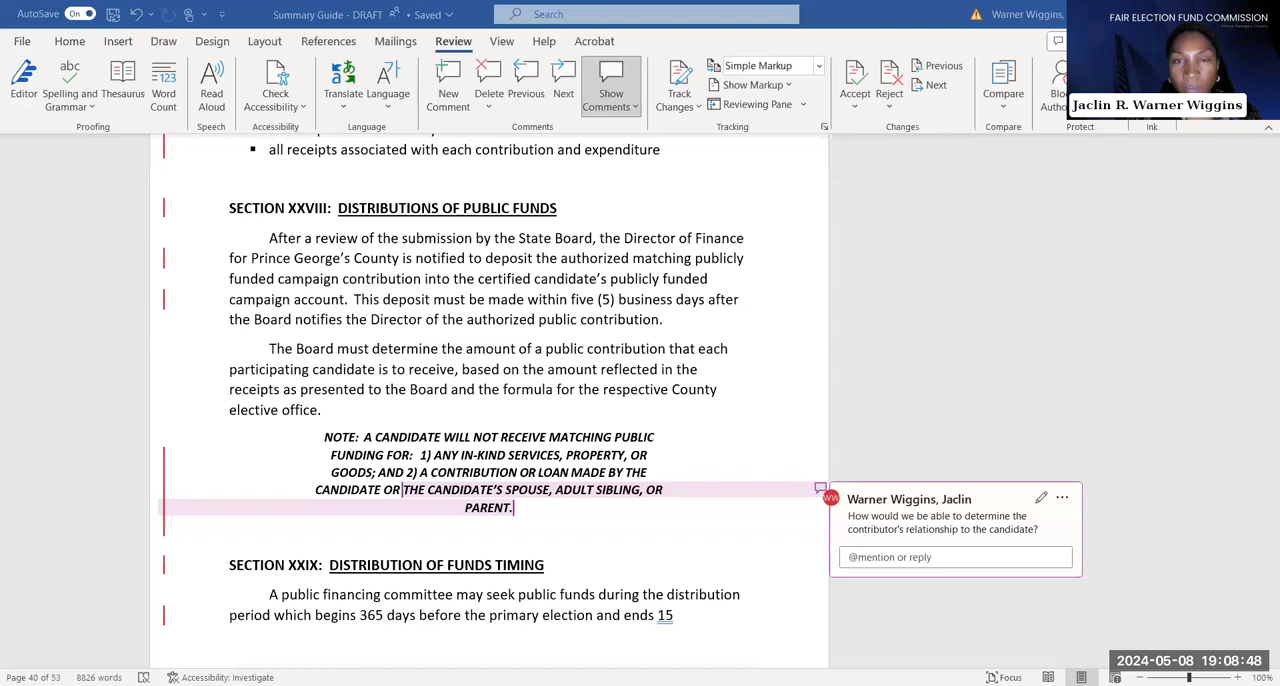 AutoSave On Summary Guide - DRAFT • Saved Search Warner Wiggins,
FAIR ELECTION FUND COMMISSION
Prince George's County
File Home Insert Draw Design Layout References Mailings Review View Help Acrobat
Editor
Spelling and Grammar
Thesaurus
Word Count
Read Aloud
Check Accessibility
Translate
Language
New Comment
Delete
Previous
Next
Show Comments
Track Changes
Simple Markup
Show Markup
Reviewing Pane
Accept
Reject
Previous
Next
Compare
Proofing Speech Accessibility Language Comments Tracking Changes Compare Protect Ink
Jaclin R. Warner Wiggins
▪ all receipts associated with each contribution and expenditure
SECTION XXVIII: DISTRIBUTIONS OF PUBLIC FUNDS
After a review of the submission by the State Board, the Director of Finance
for Prince George's County is notified to deposit the authorized matching publicly
funded campaign contribution into the certified candidate's publicly funded
campaign account. This deposit must be made within five (5) business days after
the Board notifies the Director of the authorized public contribution.
The Board must determine the amount of a public contribution that each
participating candidate is to receive, based on the amount reflected in the
receipts as presented to the Board and the formula for the respective County
elective office.
NOTE: A CANDIDATE WILL NOT RECEIVE MATCHING PUBLIC
FUNDING FOR: 1) ANY IN-KIND SERVICES, PROPERTY, OR
GOODS; AND 2) A CONTRIBUTION OR LOAN MADE BY THE
CANDIDATE OR THE CANDIDATE'S SPOUSE, ADULT SIBLING, OR
PARENT.
WW Warner Wiggins, Jaclin
How would we be able to determine the
contributor's relationship to the candidate?
@mention or reply
SECTION XXIX: DISTRIBUTION OF FUNDS TIMING
A public financing committee may seek public funds during the distribution
period which begins 365 days before the primary election and ends 15
2024-05-08 19:08:48
Page 40 of 53 8826 words Accessibility: Investigate Focus 100%